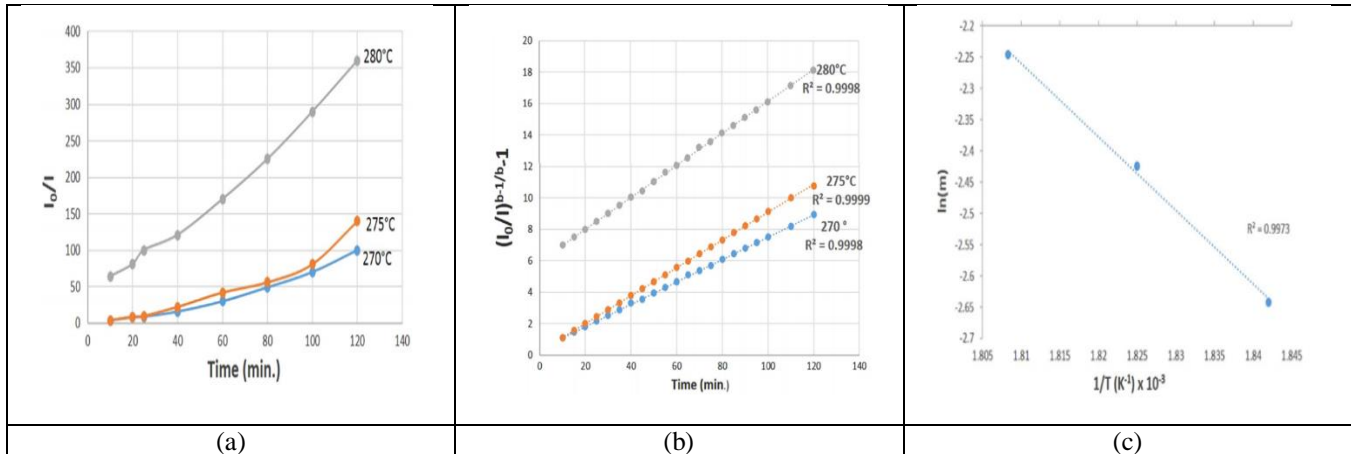 400
350
300
250
200
150
100
50
0
I₀/I
280°C
275°C
270°C
0 20 40 60 80 100 120 140
Time (min.)
(a)
20
18
16
14
12
10
8
6
4
2
0
(I₀/I)^b-1/b-1
280°C
R² = 0.9998
275°C
R² = 0.9999
270 °
R² = 0.9998
0 20 40 60 80 100 120 140
Time (min.)
(b)
-2.2
-2.25
-2.3
-2.35
-2.4
-2.45
-2.5
-2.55
-2.6
-2.65
-2.7
ln(m)
R² = 0.9973
1.805 1.81 1.815 1.82 1.825 1.83 1.835 1.84 1.845
1/T (K⁻¹) x 10⁻³
(c)